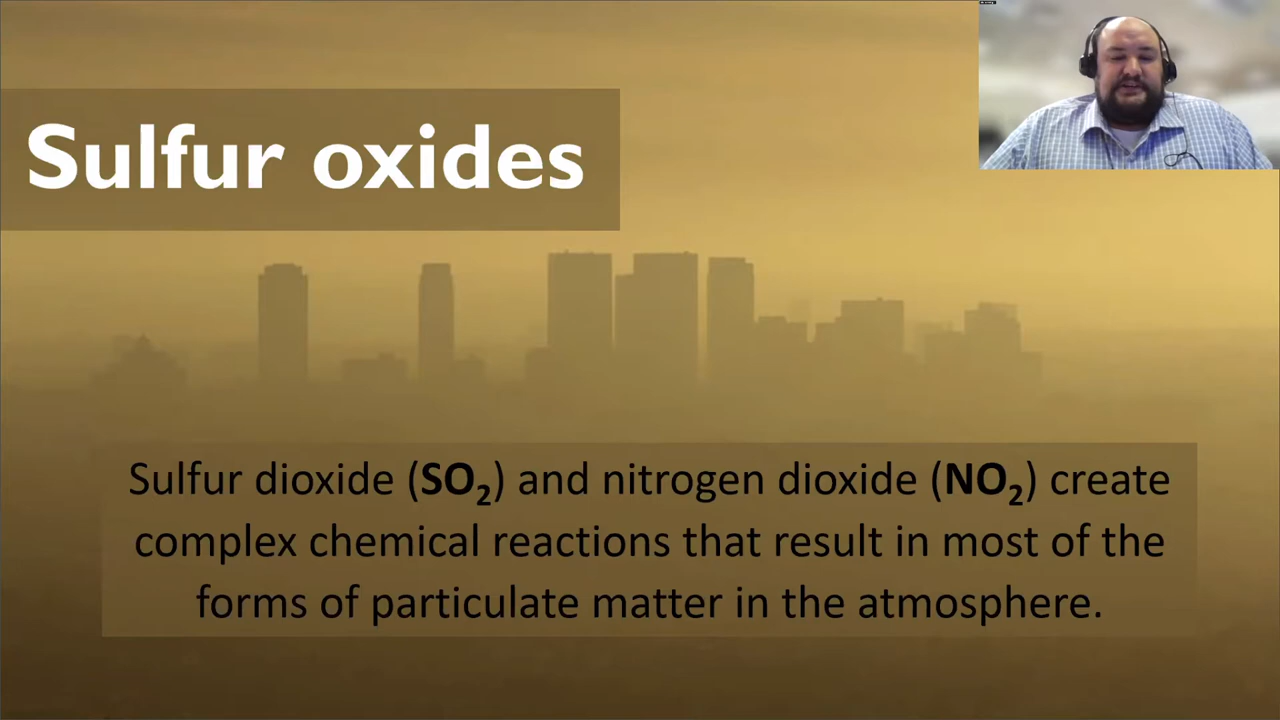 Sulfur oxides
Sulfur dioxide (SO₂) and nitrogen dioxide (NO₂) create
complex chemical reactions that result in most of the
forms of particulate matter in the atmosphere.